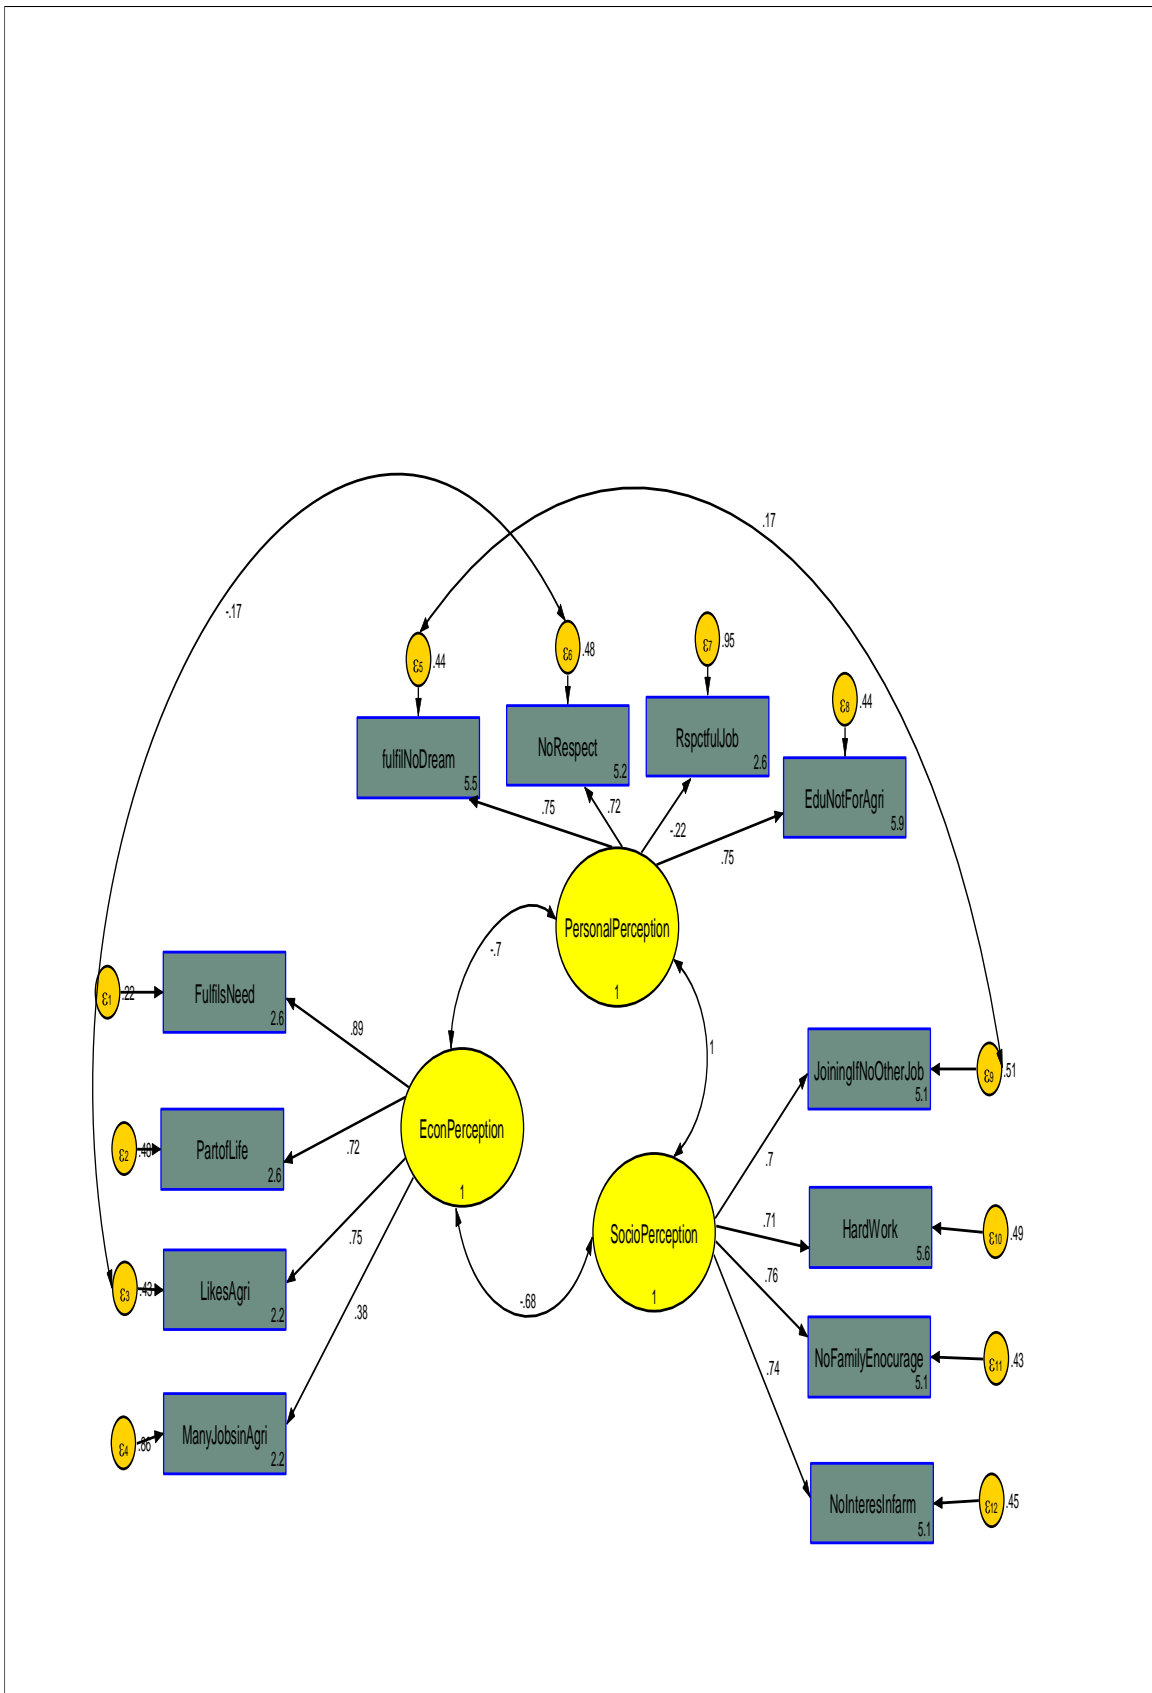 .17
-.17
ε5 .44
ε6 .48
ε7 .95
ε8 .44
fulfilNoDream
5.5
NoRespect
5.2
RspctfulJob
2.6
EduNotForAgri
5.9
.75
.72
-.22
.75
PersonalPerception
1
-.7
1
ε1 .22
FulfilsNeed
2.6
.89
ε2 .48
PartofLife
2.6
.72
ε3 .43
LikesAgri
2.2
.75
ε4 .86
ManyJobsinAgri
2.2
.38
EconPerception
1
-.68
SocioPerception
1
JoiningIfNoOtherJob
5.1
ε9 .51
.7
HardWork
5.6
ε10 .49
.71
NoFamilyEnocurage
5.1
ε11 .43
.76
NoInteresInfarm
5.1
ε12 .45
.74